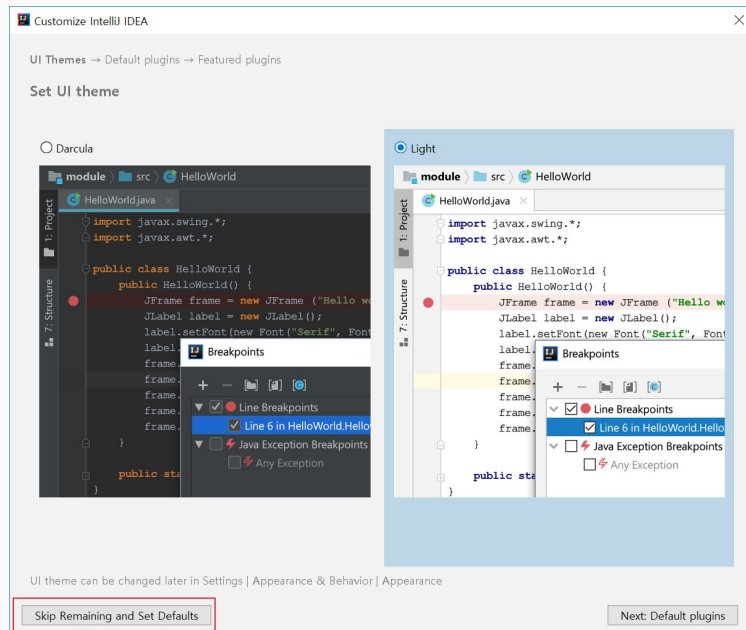 Customize IntelliJ IDEA
UI Themes → Default plugins → Featured plugins
Set UI theme
Darcula
module src HelloWorld
HelloWorld.java
1: Project
7: Structure
import javax.swing.*;
import javax.awt.*;
public class HelloWorld {
public HelloWorld() {
JFrame frame = new JFrame ("Hello wo
JLabel label = new JLabel();
label.setFont(new Font("Serif", Font
label.
frame.
frame.
frame.
frame.
frame.
}
public sta
}
Breakpoints
Line Breakpoints
Line 6 in HelloWorld.Hello
Java Exception Breakpoints
Any Exception
Light
module src HelloWorld
HelloWorld.java
1: Project
7: Structure
import javax.swing.*;
import javax.awt.*;
public class HelloWorld {
public HelloWorld() {
JFrame frame = new JFrame ("Hello wo
JLabel label = new JLabel();
label.setFont(new Font("Serif", Font
label.
frame.
frame.
frame.
frame.
frame.
}
public sta
}
Breakpoints
Line Breakpoints
Line 6 in HelloWorld.Hello
Java Exception Breakpoints
Any Exception
UI theme can be changed later in Settings | Appearance & Behavior | Appearance
Skip Remaining and Set Defaults
Next: Default plugins